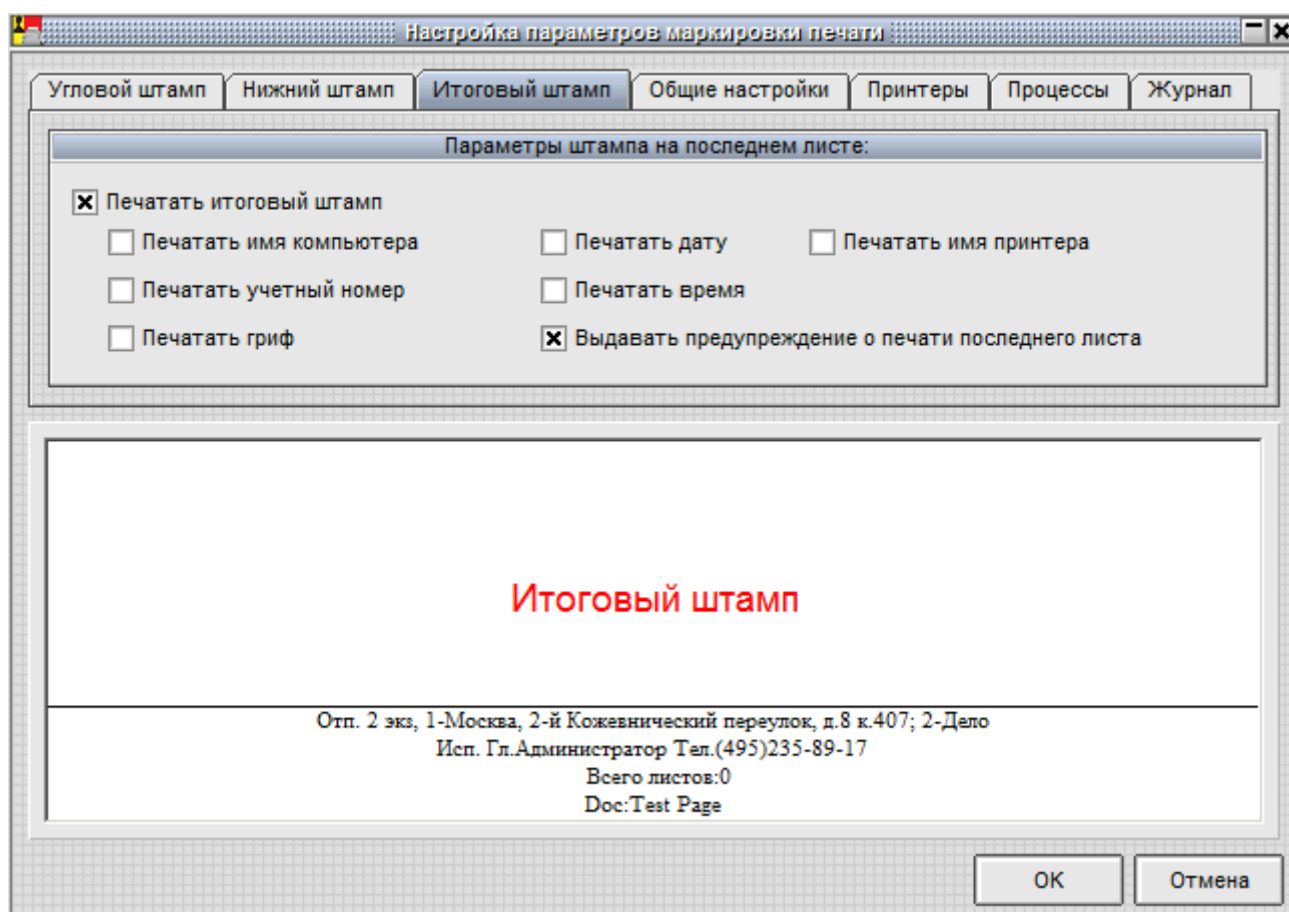 Настройка параметров маркировки печати
Угловой штамп Нижний штамп Итоговый штамп Общие настройки Принтеры Процессы Журнал
Параметры штампа на последнем листе:
Печатать итоговый штамп
Печатать имя компьютера Печатать дату Печатать имя принтера
Печатать учетный номер Печатать время
Печатать гриф Выдавать предупреждение о печати последнего листа
Итоговый штамп
Отп. 2 экз, 1-Москва, 2-й Кожевнический переулок, д.8 к.407; 2-Дело
Исп. Гл.Администратор Тел.(495)235-89-17
Всего листов:0
Doc:Test Page
OK Отмена